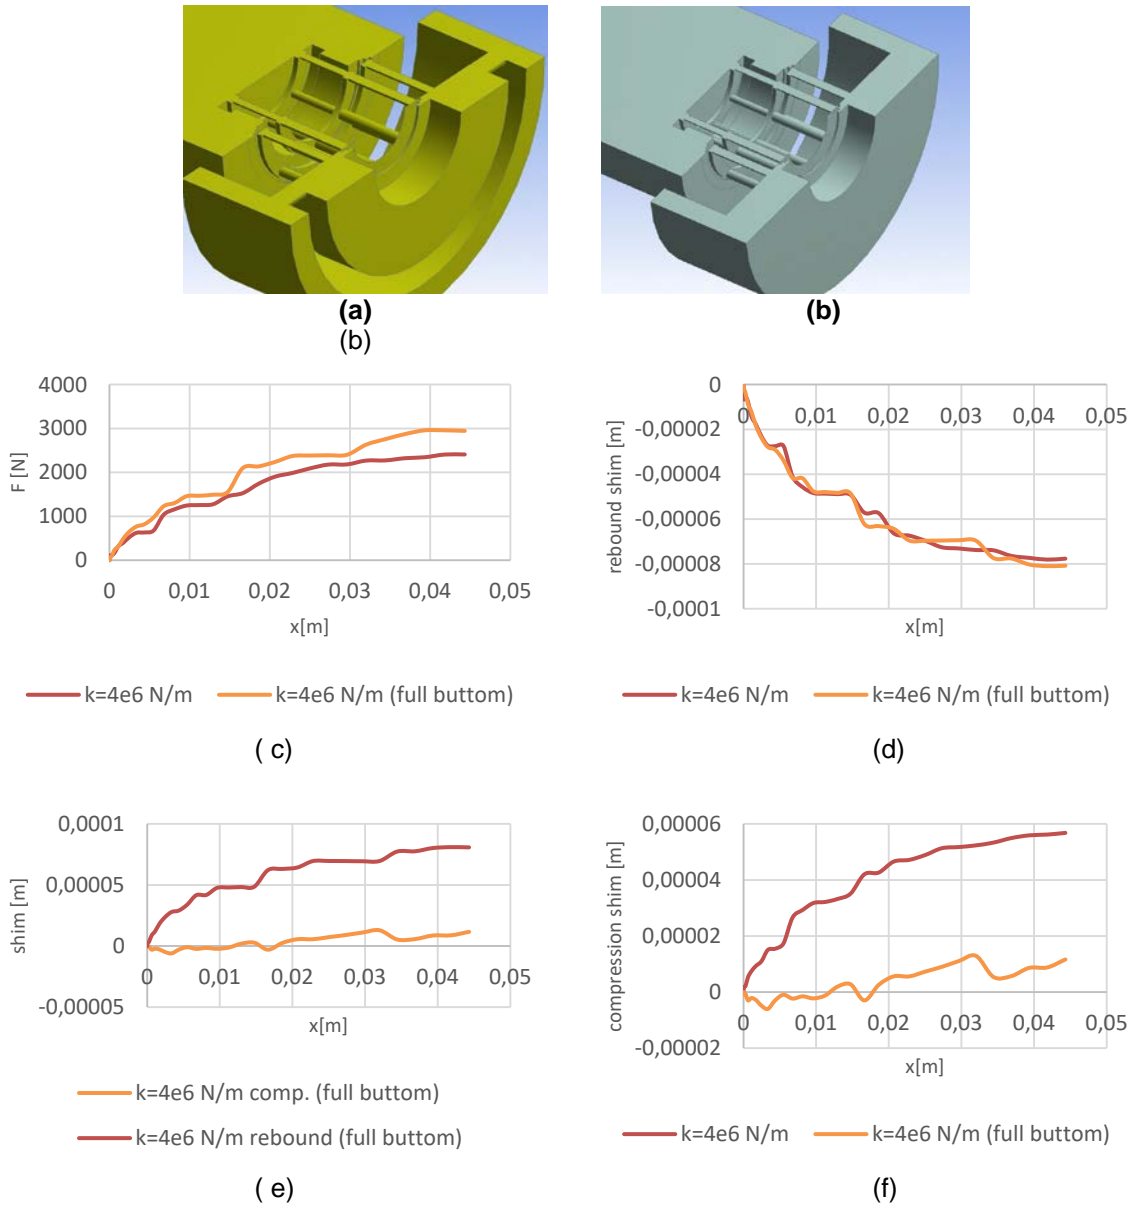 (a)
(b)
(b)
4000
3000
2000
1000
0
F [N]
0 0,01 0,02 0,03 0,04 0,05
x[m]
k=4e6 N/m k=4e6 N/m (full buttom)
( c)
0
-0,00002
-0,00004
-0,00006
-0,00008
-0,0001
rebound shim [m]
0 0,01 0,02 0,03 0,04 0,05
x[m]
k=4e6 N/m k=4e6 N/m (full buttom)
(d)
0,0001
0,00005
0
-0,00005
shim [m]
0 0,01 0,02 0,03 0,04 0,05
x[m]
k=4e6 N/m comp. (full buttom)
k=4e6 N/m rebound (full buttom)
( e)
0,00006
0,00004
0,00002
0
-0,00002
compression shim [m]
0 0,01 0,02 0,03 0,04 0,05
x[m]
k=4e6 N/m k=4e6 N/m (full buttom)
(f)